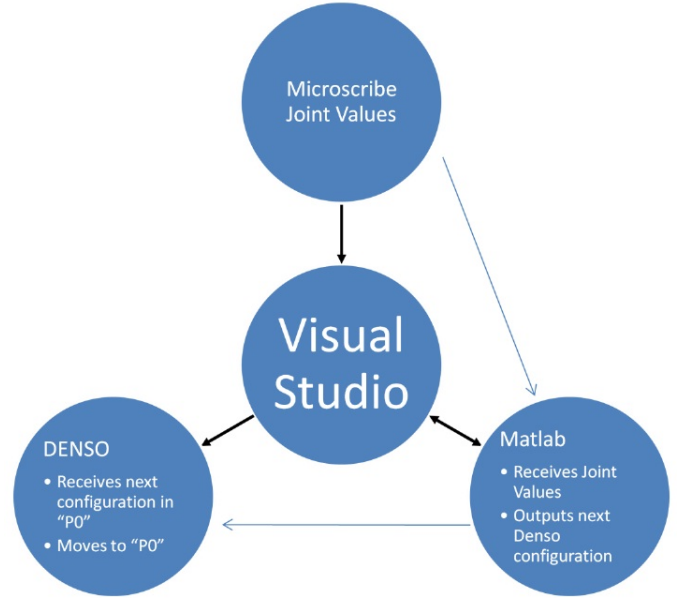 Microscribe
Joint Values
Visual
Studio
DENSO
• Receives next
configuration in
“P0”
• Moves to “P0”
Matlab
• Receives Joint
Values
• Outputs next
Denso
configuration